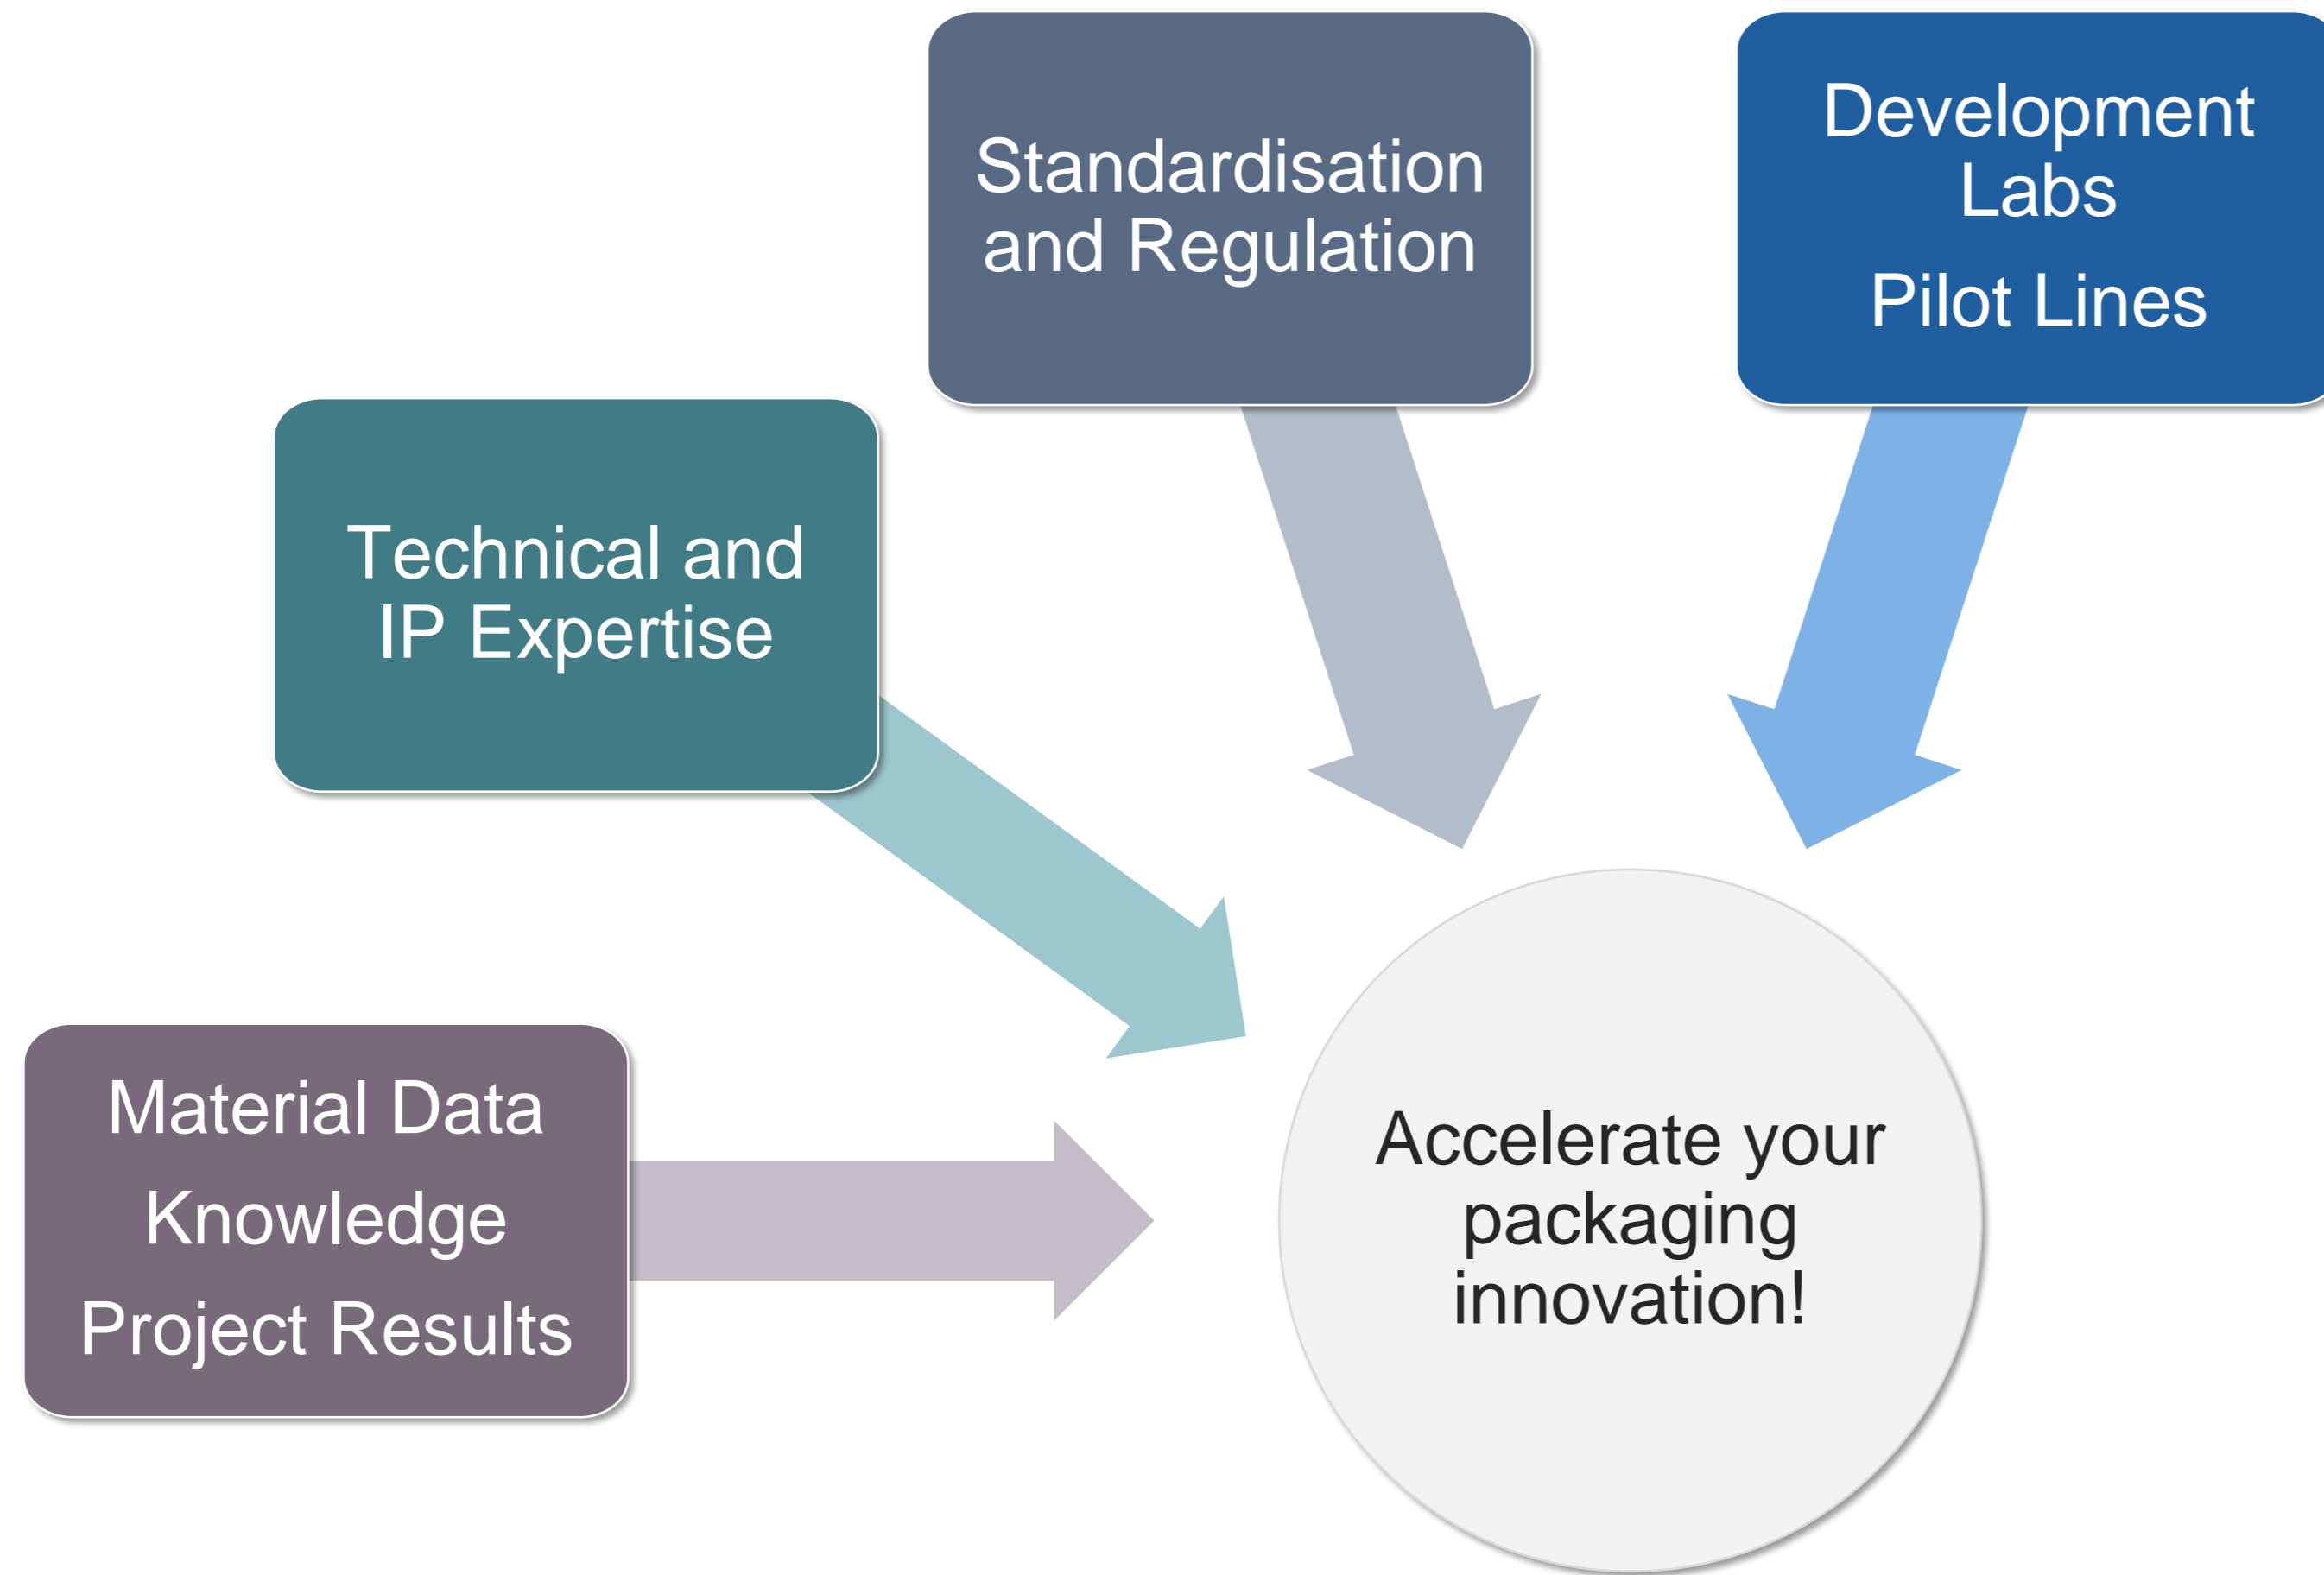 Standardisation
and Regulation
Development
Labs
Pilot Lines
Technical and
IP Expertise
Material Data
Knowledge
Project Results
Accelerate your
packaging
innovation!